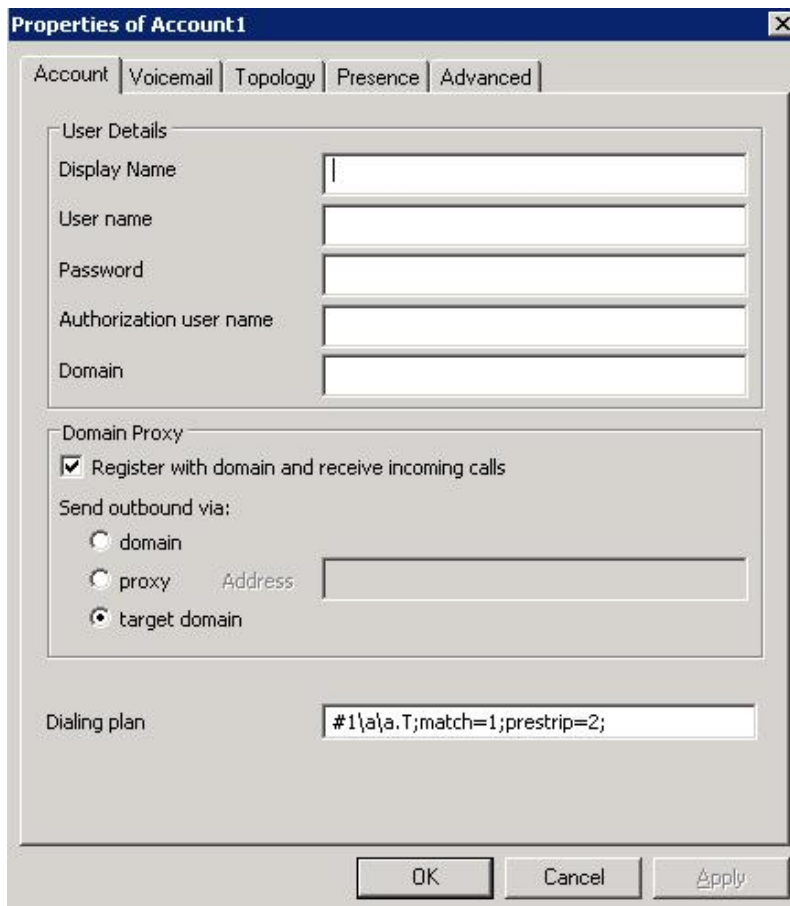 Properties of Account1
Account Voicemail Topology Presence Advanced
User Details
Display Name
User name
Password
Authorization user name
Domain
Domain Proxy
Register with domain and receive incoming calls
Send outbound via:
domain
proxy Address
target domain
Dialing plan #1\a\a.T;match=1;prestrip=2;
OK Cancel Apply